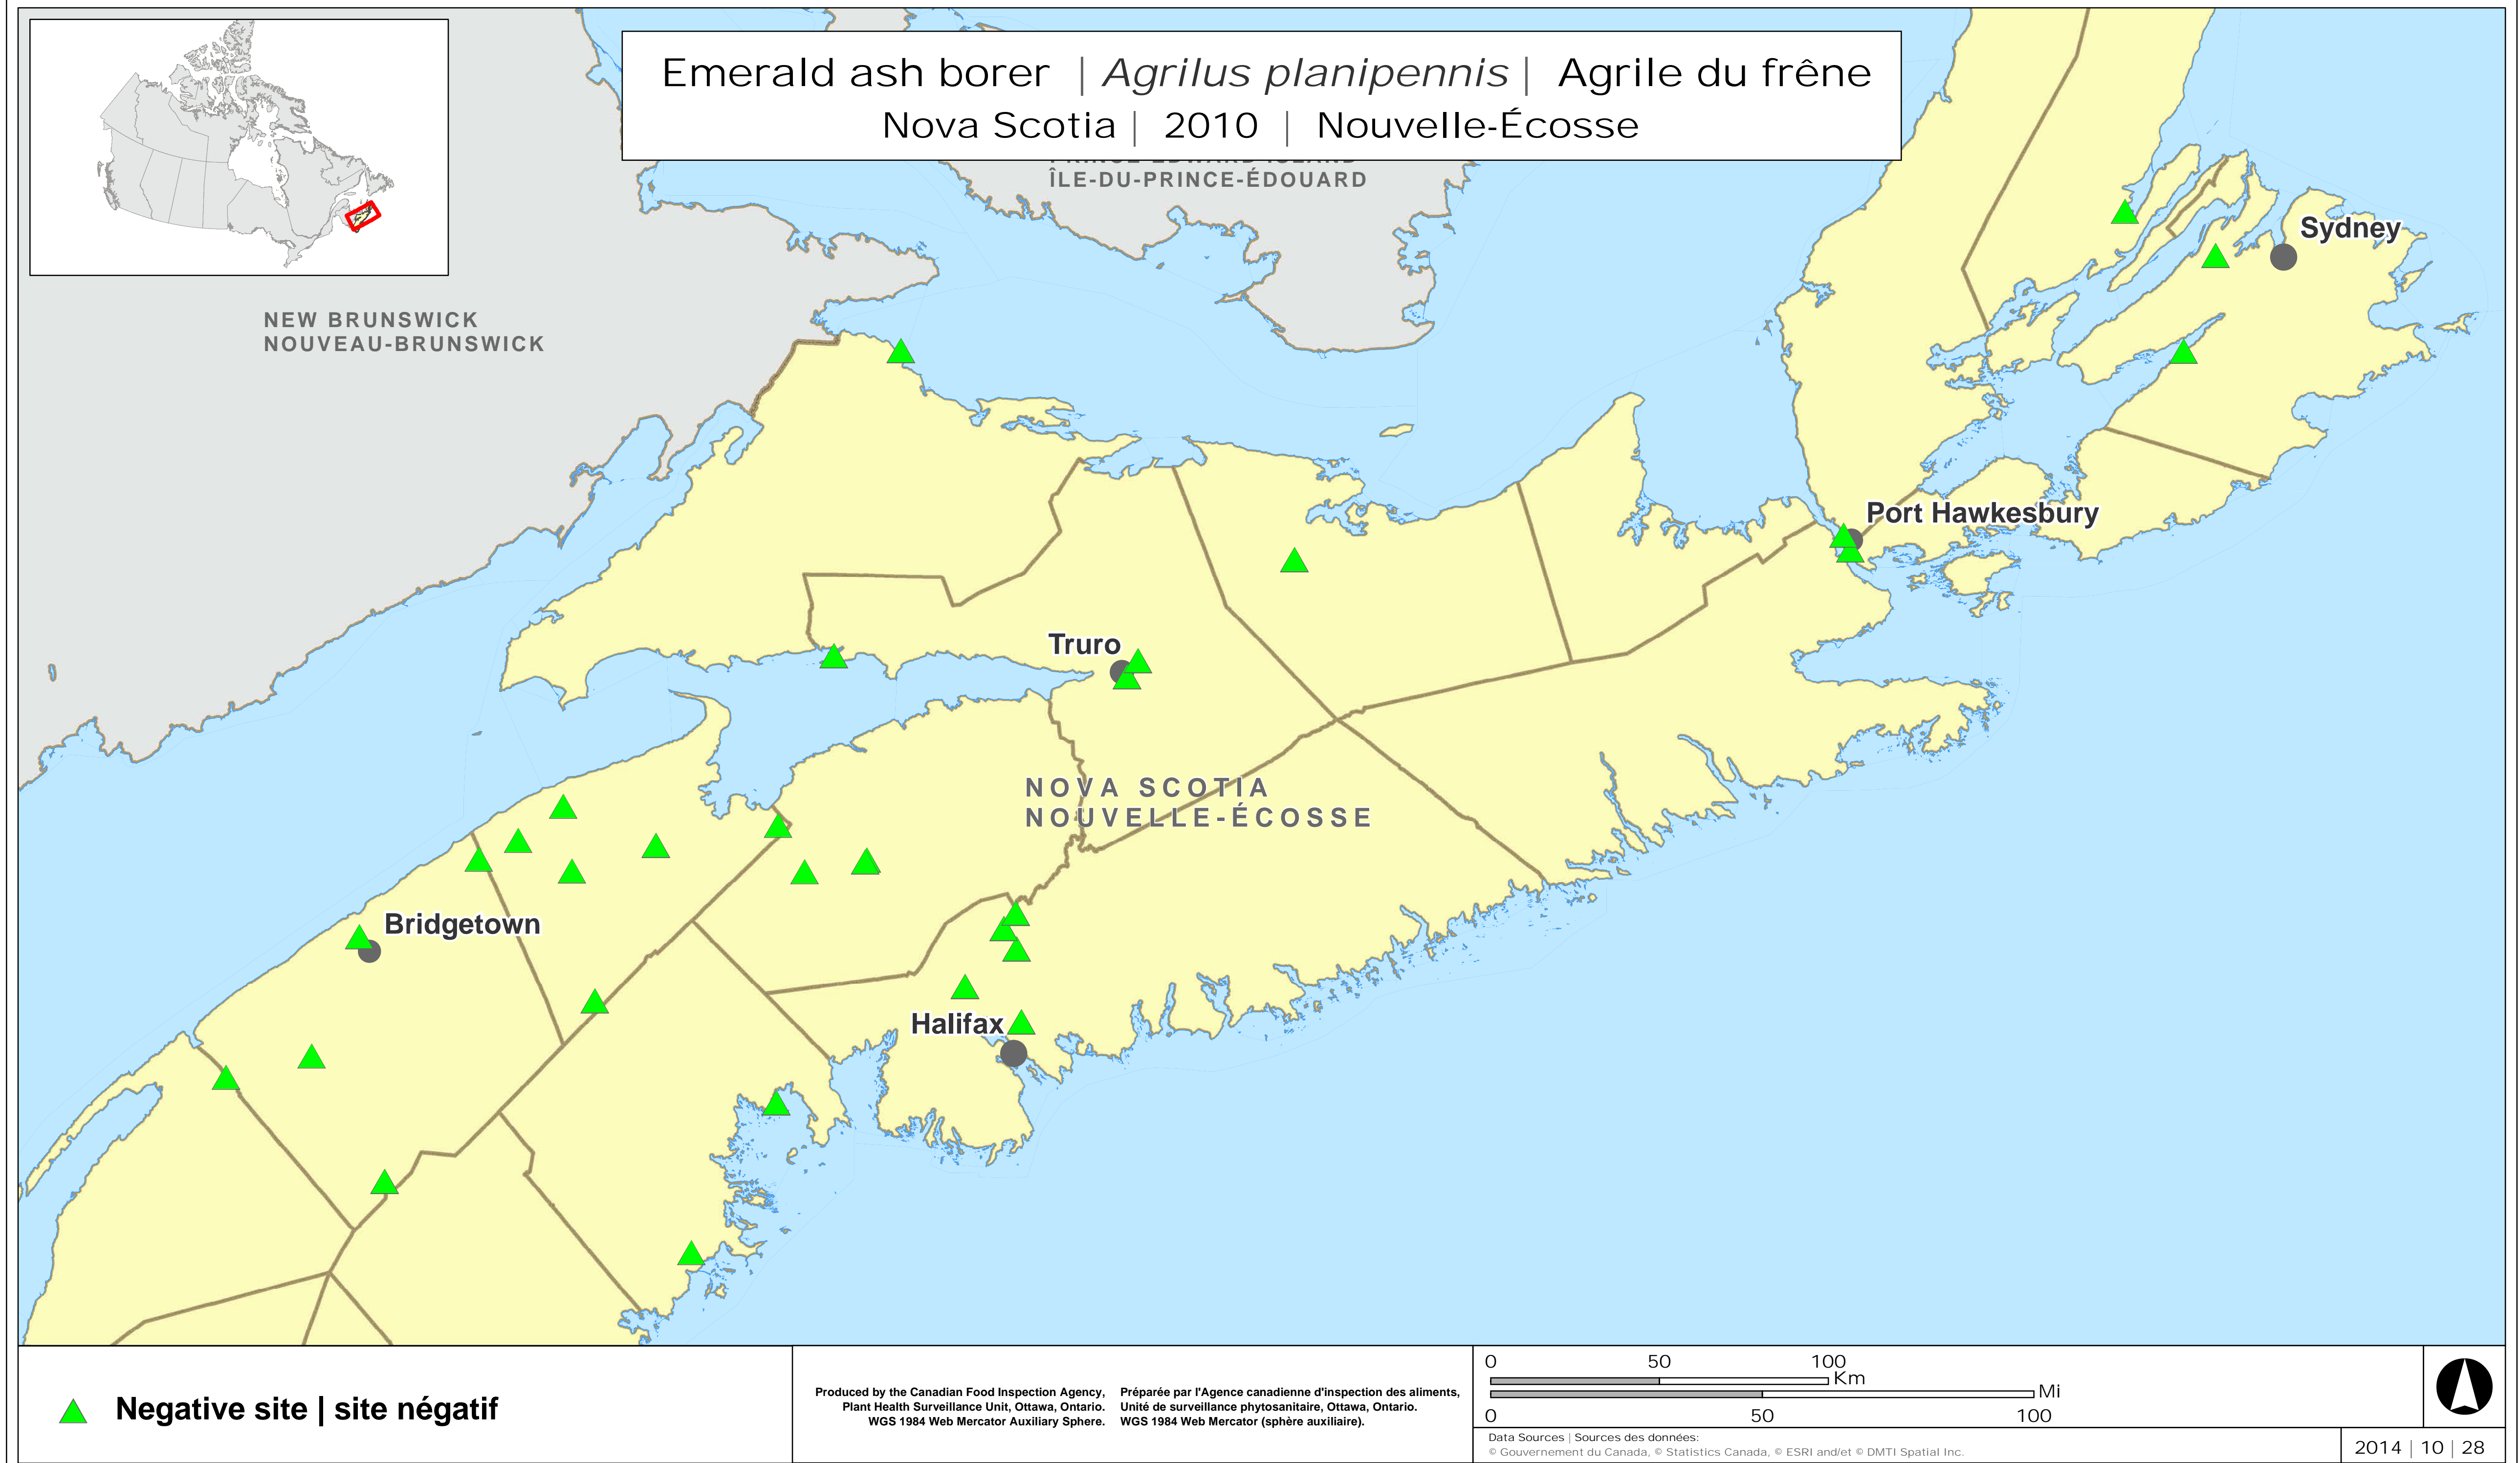 Emerald ash borer | Agrilus planipennis | Agrile du frêne
Nova Scotia | 2010 | Nouvelle-Écosse
PRINCE EDWARD ISLAND
ÎLE-DU-PRINCE-ÉDOUARD
Sydney
NEW BRUNSWICK
NOUVEAU-BRUNSWICK
Port Hawkesbury
Truro
NOVA SCOTIA
NOUVELLE-ÉCOSSE
Bridgetown
Halifax
Negative site | site négatif
Produced by the Canadian Food Inspection Agency,
Plant Health Surveillance Unit, Ottawa, Ontario.
WGS 1984 Web Mercator Auxiliary Sphere.
Préparée par l'Agence canadienne d'inspection des aliments,
Unité de surveillance phytosanitaire, Ottawa, Ontario.
WGS 1984 Web Mercator (sphère auxiliaire).
0 50 100
Km
Mi
0 50 100
Data Sources | Sources des données:
© Gouvernement du Canada, © Statistics Canada, © ESRI and/et © DMTI Spatial Inc.
2014 | 10 | 28